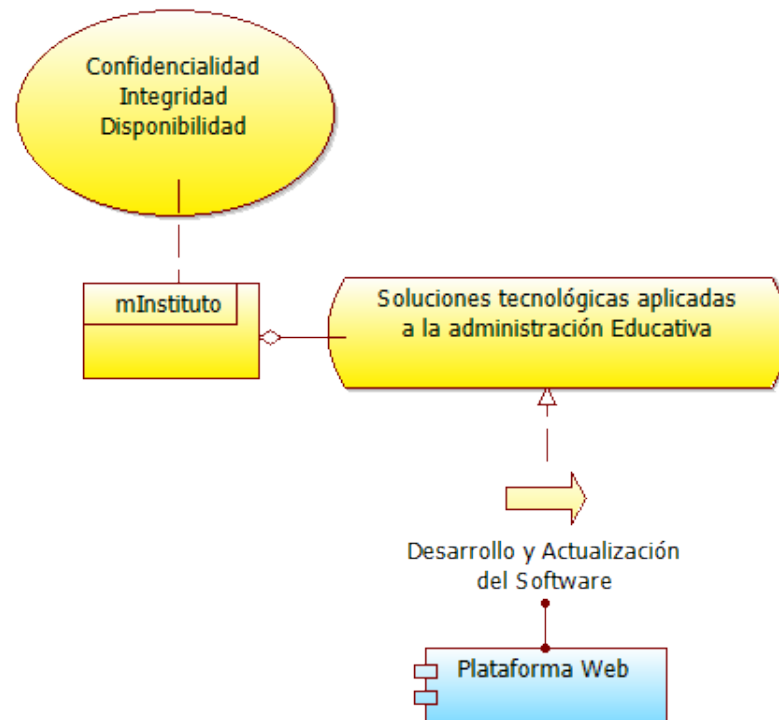 Confidencialidad
Integridad
Disponibilidad
mInstituto
Soluciones tecnológicas aplicadas
a la administración Educativa
Desarrollo y Actualización
del Software
Plataforma Web